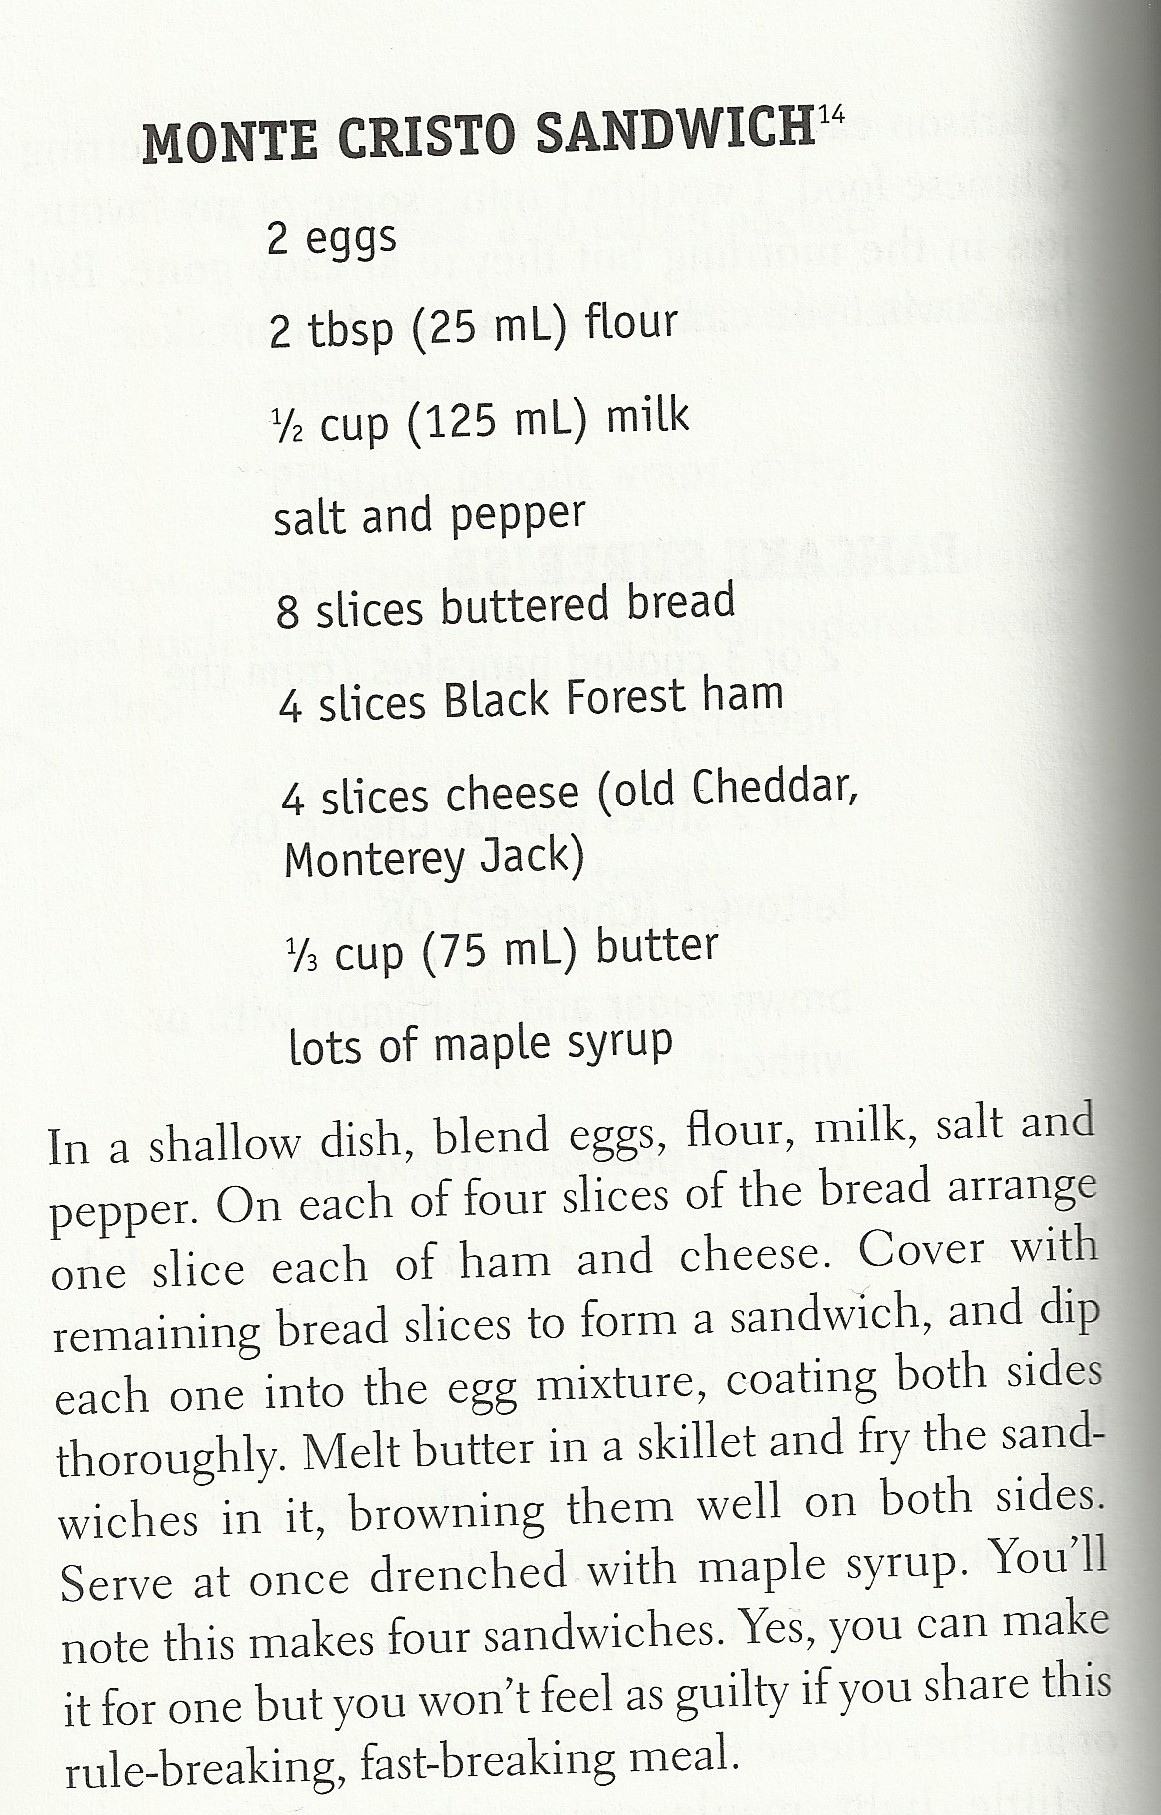 MONTE CRISTO SANDWICH¹⁴
2 eggs
2 tbsp (25 mL) flour
½ cup (125 mL) milk
salt and pepper
8 slices buttered bread
4 slices Black Forest ham
4 slices cheese (old Cheddar,
Monterey Jack)
⅓ cup (75 mL) butter
lots of maple syrup
In a shallow dish, blend eggs, flour, milk, salt and
pepper. On each of four slices of the bread arrange
one slice each of ham and cheese. Cover with
remaining bread slices to form a sandwich, and dip
each one into the egg mixture, coating both sides
thoroughly. Melt butter in a skillet and fry the sand-
wiches in it, browning them well on both sides.
Serve at once drenched with maple syrup. You'll
note this makes four sandwiches. Yes, you can make
it for one but you won't feel as guilty if you share this
rule-breaking, fast-breaking meal.